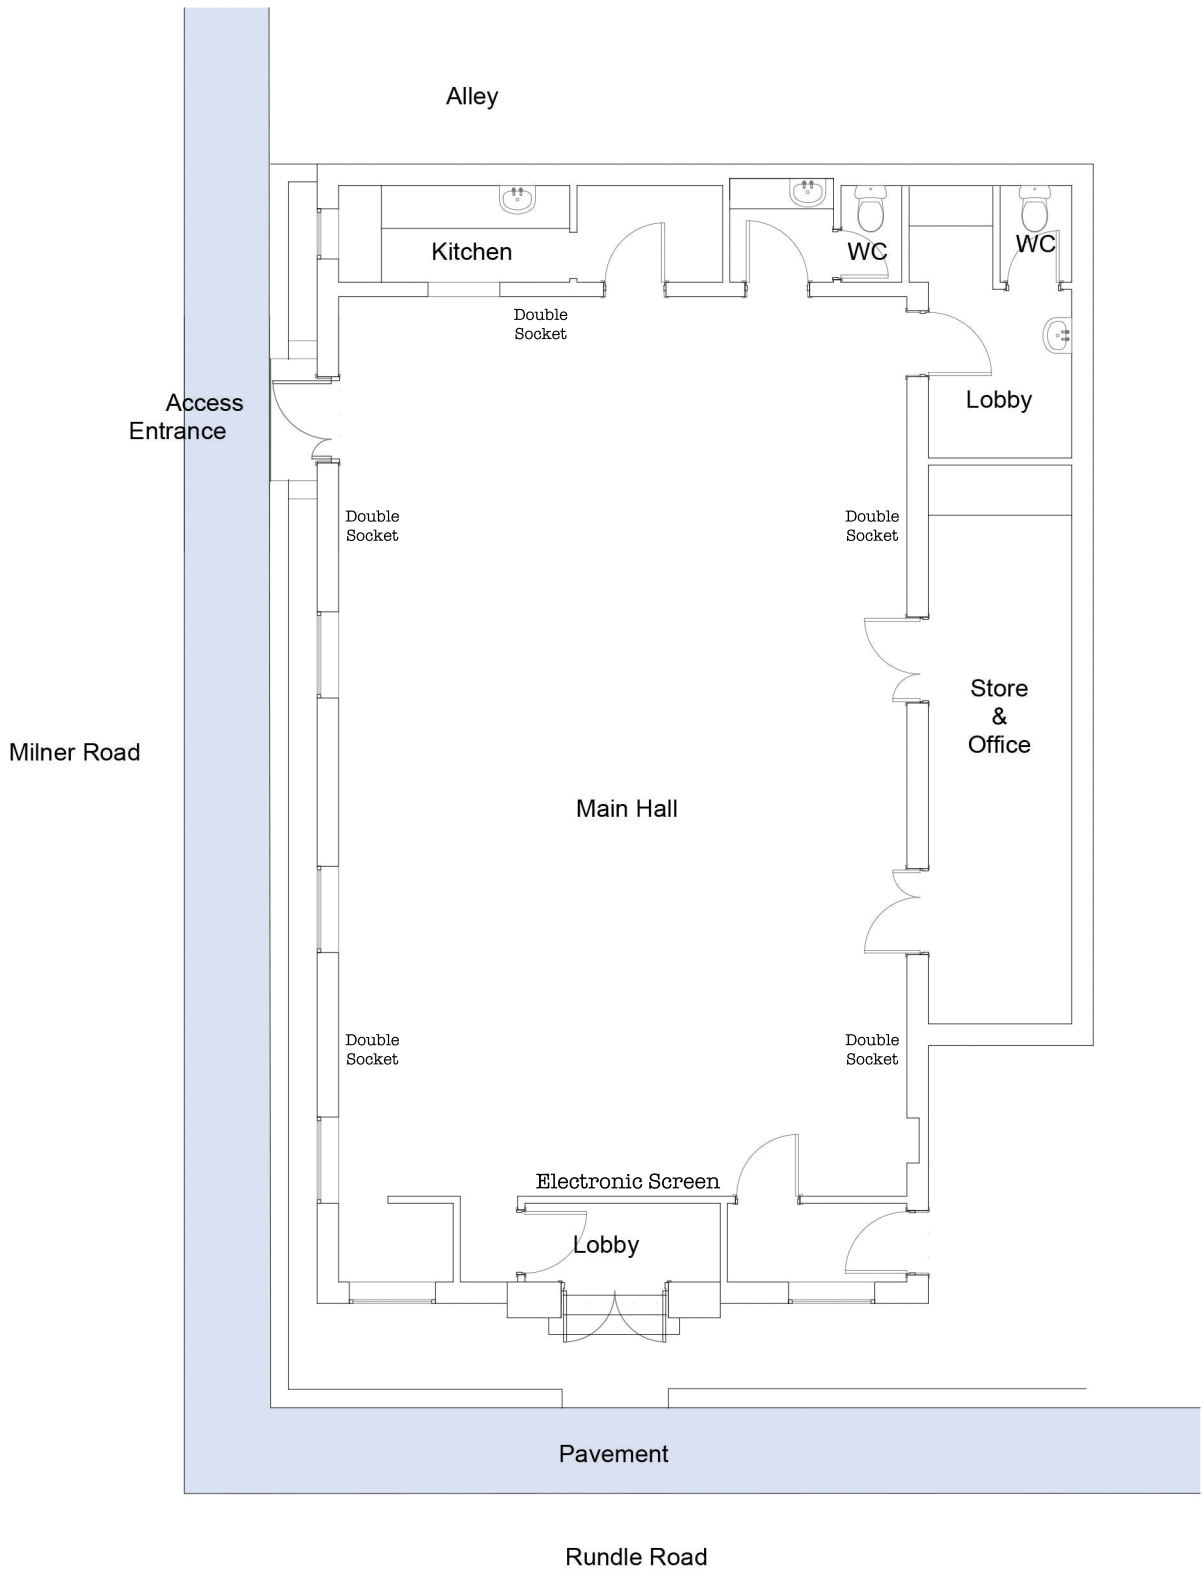 Alley
Kitchen
WC
WC
Double
Socket
Access
Entrance
Lobby
Double
Socket
Double
Socket
Store
&
Office
Milner Road
Main Hall
Double
Socket
Double
Socket
Electronic Screen
Lobby
Pavement
Rundle Road